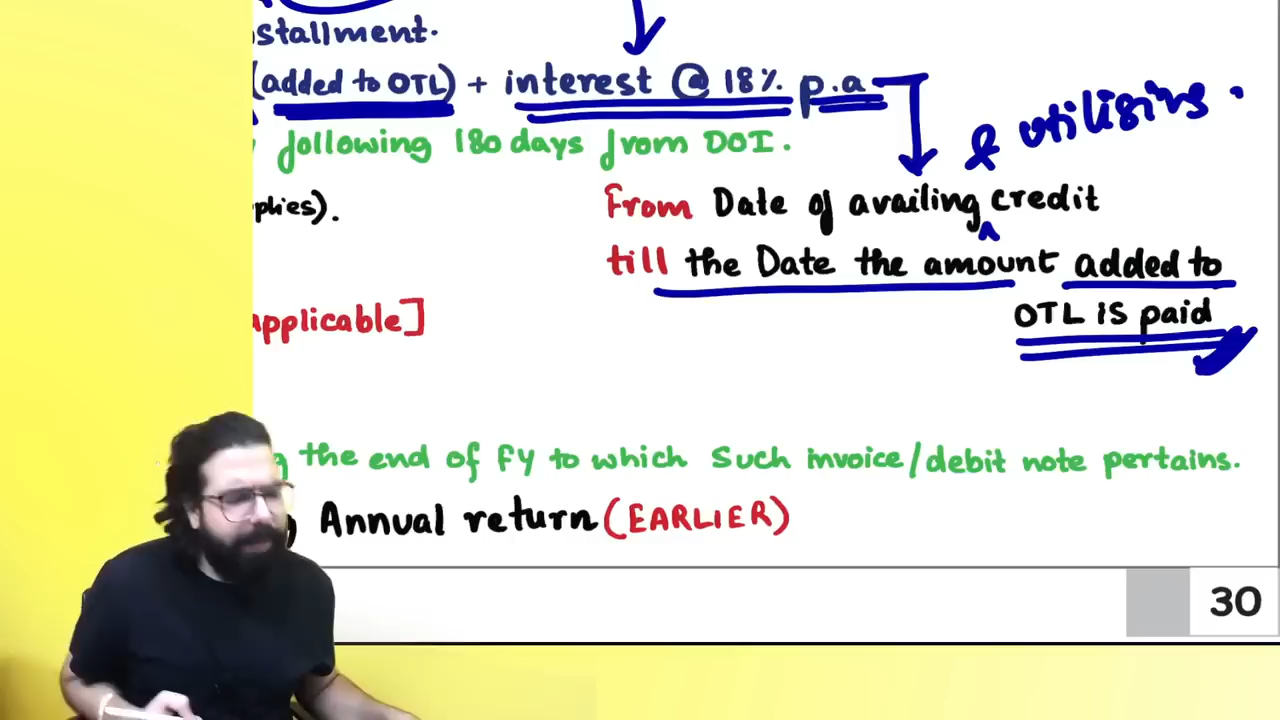 stallment.
(added to OTL) + interest @ 18% p.a
& utilising.
following 180 days from DOI.
From Date of availing ^ credit
plies).
till the Date the amount added to
OTL is paid
applicable]
g the end of FY to which such invoice/debit note pertains.
Annual return (EARLIER)
30